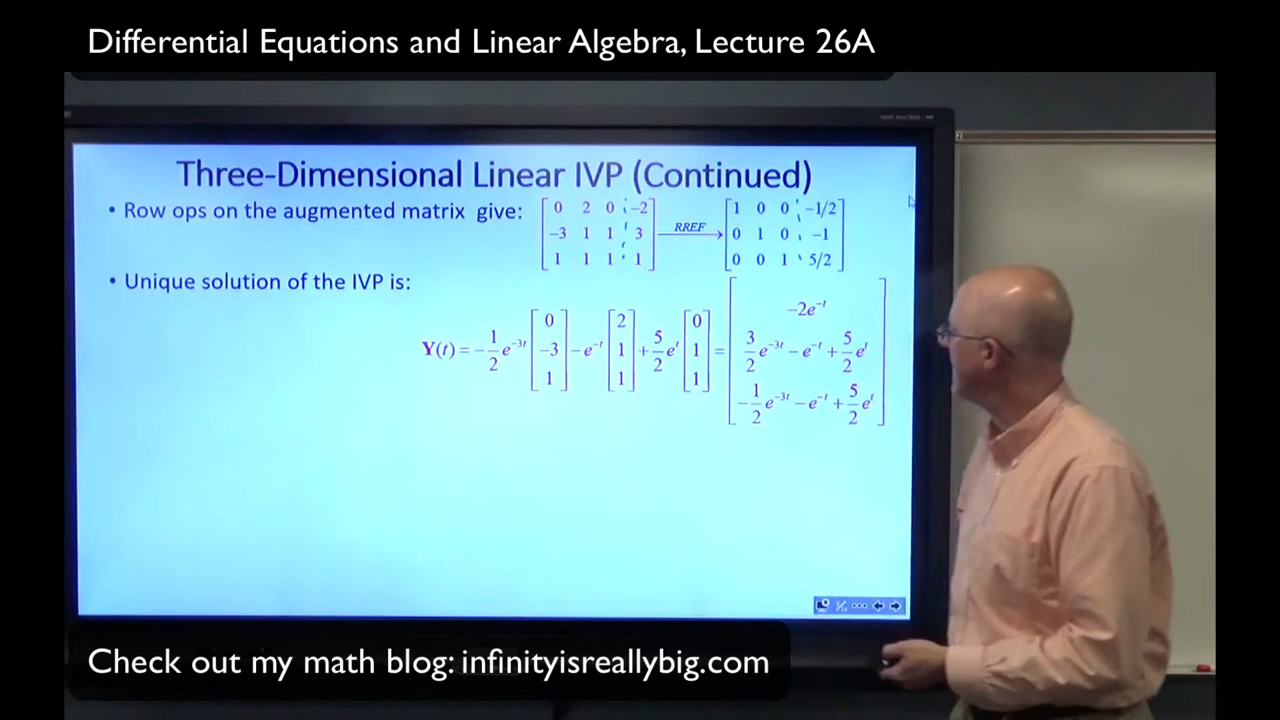 Differential Equations and Linear Algebra, Lecture 26A
Three-Dimensional Linear IVP (Continued)
• Row ops on the augmented matrix give: [0 2 0 ¦ -2; -3 1 1 ¦ 3; 1 1 1 ¦ 1] RREF→ [1 0 0 ¦ -1/2; 0 1 0 ¦ -1; 0 0 1 ¦ 5/2]
• Unique solution of the IVP is:
Y(t) = -1/2 e^{-3t} [0; -3; 1] - e^{-t} [2; 1; 1] + 5/2 e^{t} [0; 1; 1] = [-2e^{-t}; 3/2 e^{-3t} - e^{-t} + 5/2 e^{t}; -1/2 e^{-3t} - e^{-t} + 5/2 e^{t}]
Check out my math blog: infinityisreallybig.com